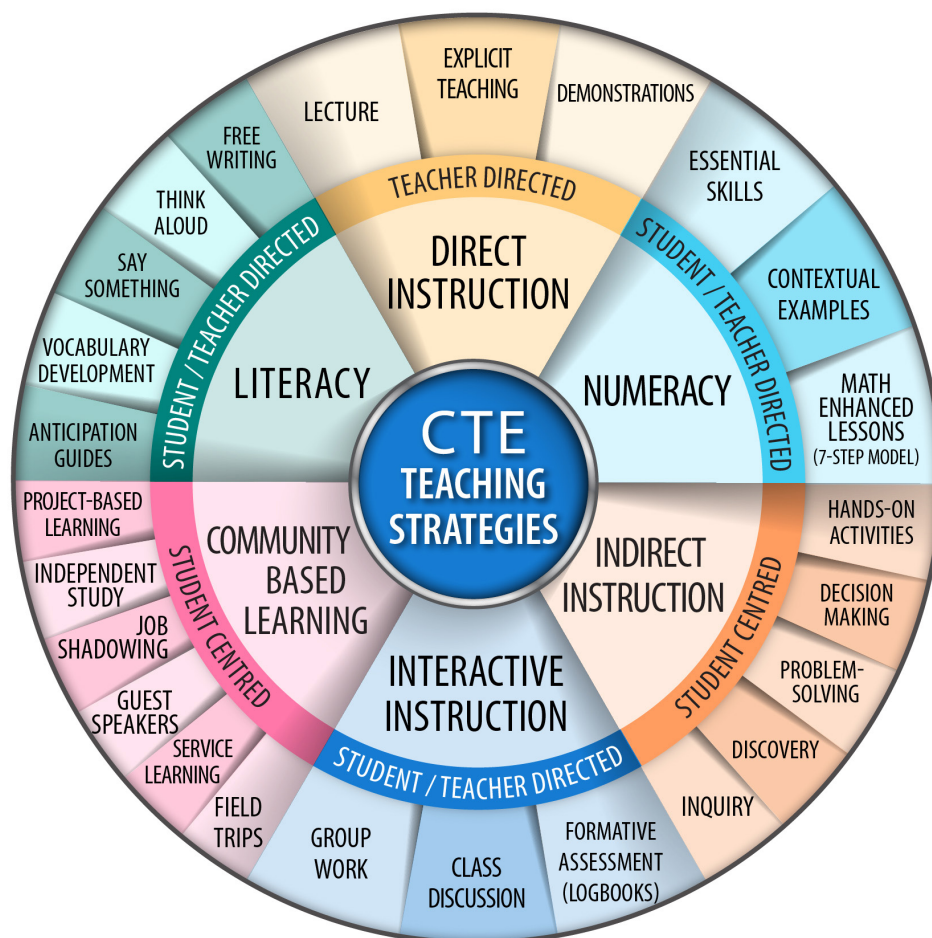 CTE
TEACHING
STRATEGIES
DIRECT
INSTRUCTION
TEACHER DIRECTED
LECTURE
EXPLICIT
TEACHING
DEMONSTRATIONS
NUMERACY
STUDENT / TEACHER DIRECTED
ESSENTIAL
SKILLS
CONTEXTUAL
EXAMPLES
MATH
ENHANCED
LESSONS
(7-STEP MODEL)
INDIRECT
INSTRUCTION
STUDENT CENTRED
HANDS-ON
ACTIVITIES
DECISION
MAKING
PROBLEM-
SOLVING
DISCOVERY
INQUIRY
INTERACTIVE
INSTRUCTION
STUDENT / TEACHER DIRECTED
FORMATIVE
ASSESSMENT
(LOGBOOKS)
CLASS
DISCUSSION
GROUP
WORK
COMMUNITY
BASED
LEARNING
STUDENT CENTRED
FIELD
TRIPS
SERVICE
LEARNING
GUEST
SPEAKERS
JOB
SHADOWING
INDEPENDENT
STUDY
PROJECT-BASED
LEARNING
LITERACY
STUDENT / TEACHER DIRECTED
ANTICIPATION
GUIDES
VOCABULARY
DEVELOPMENT
SAY
SOMETHING
THINK
ALOUD
FREE
WRITING